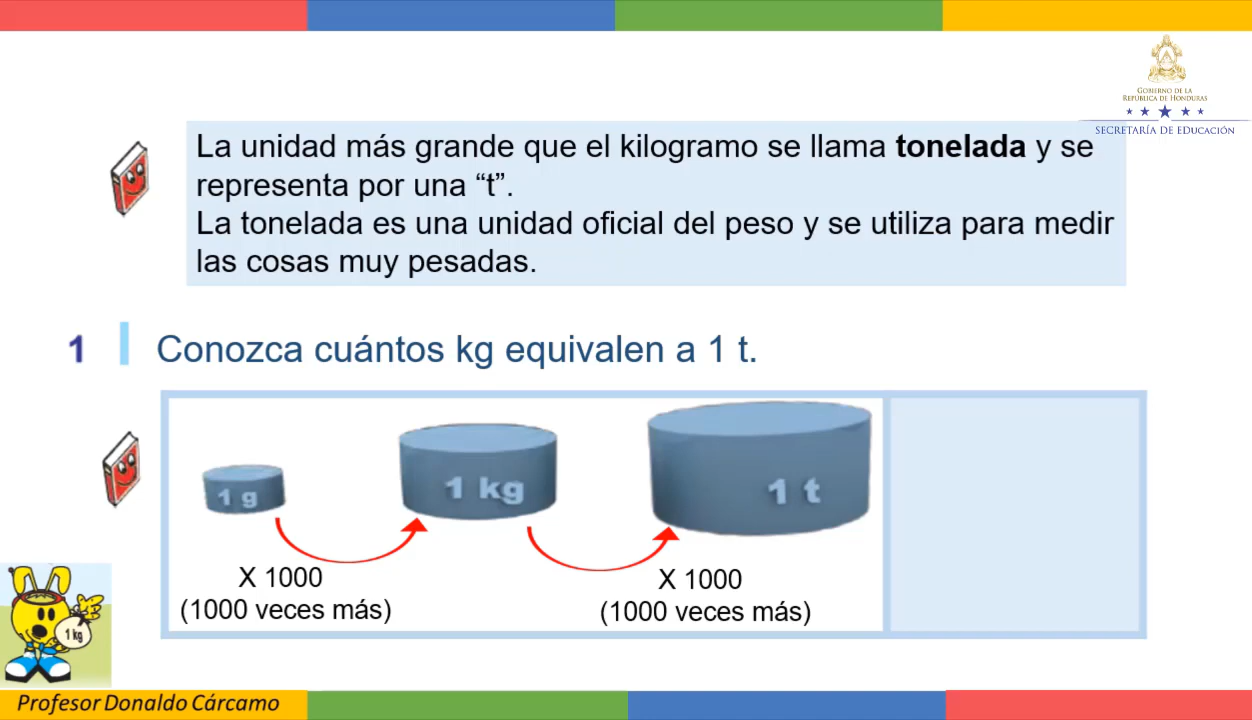 GOBIERNO DE LA
REPÚBLICA DE HONDURAS
SECRETARÍA DE EDUCACIÓN
La unidad más grande que el kilogramo se llama tonelada y se
representa por una “t”.
La tonelada es una unidad oficial del peso y se utiliza para medir
las cosas muy pesadas.
1 Conozca cuántos kg equivalen a 1 t.
1 g
1 kg
1 t
X 1000
(1000 veces más)
X 1000
(1000 veces más)
1 kg
Profesor Donaldo Cárcamo